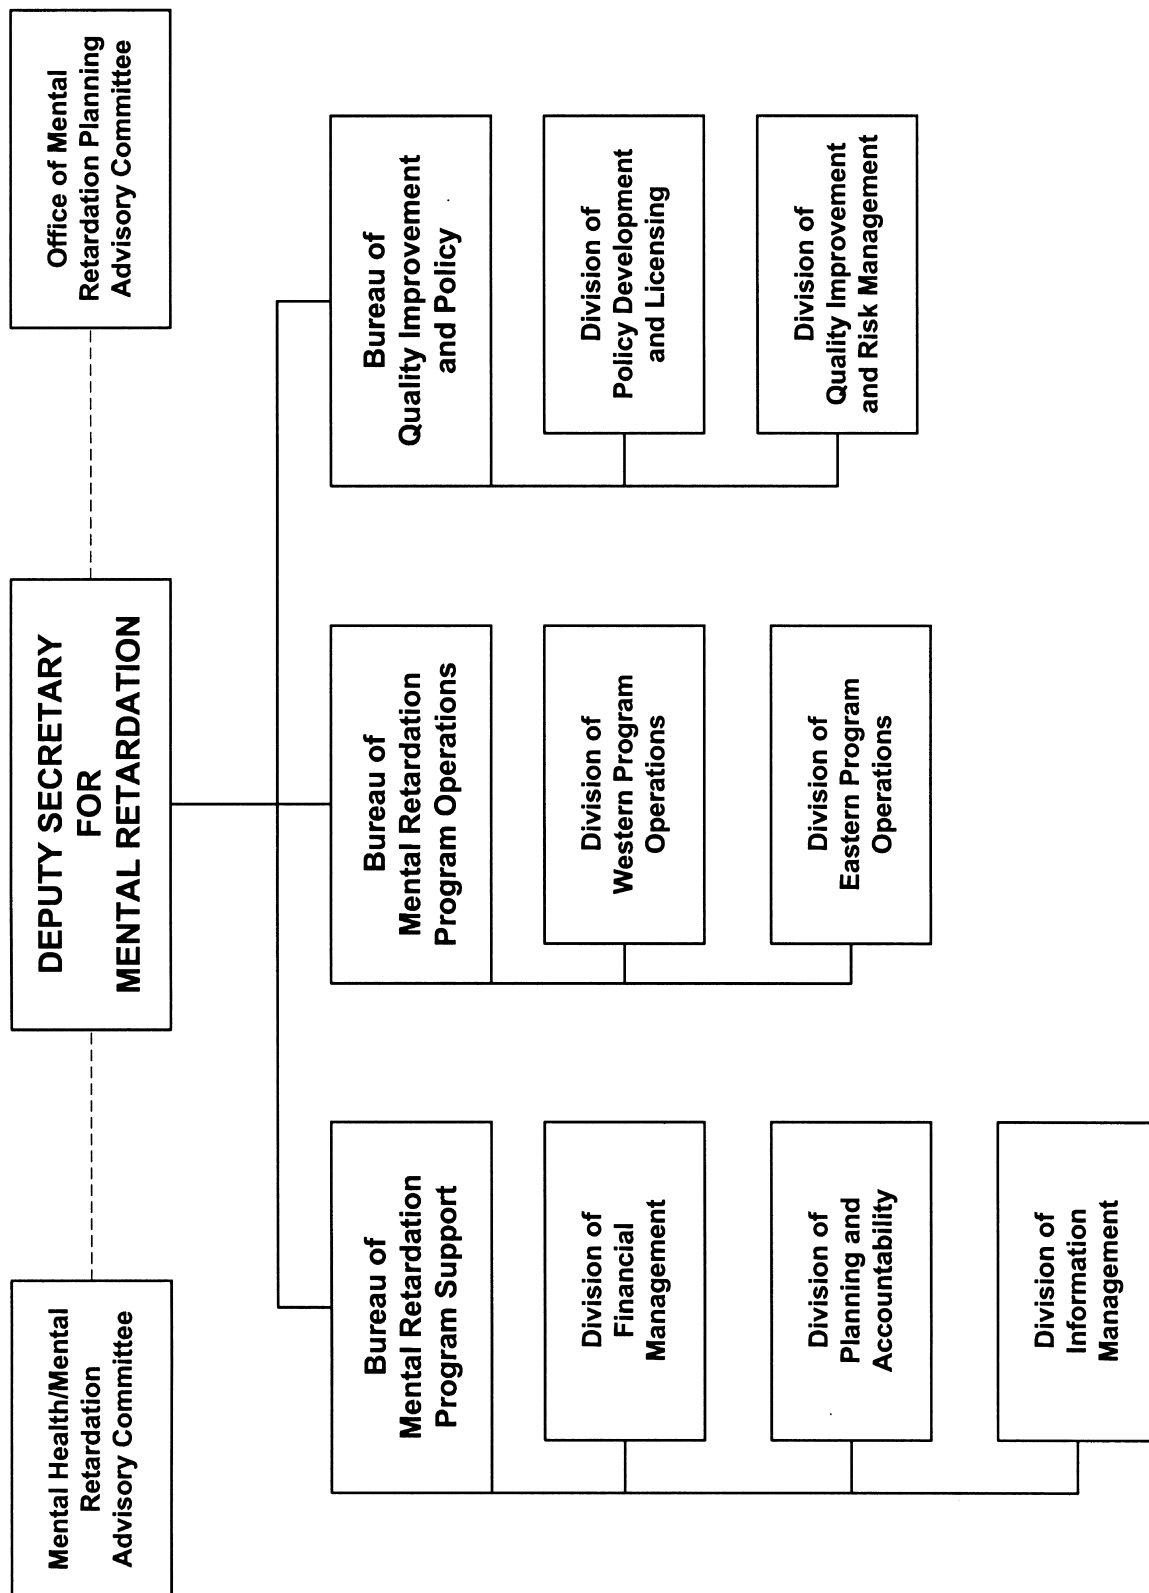 Mental Health/Mental
Retardation
Advisory Committee
DEPUTY SECRETARY
FOR
MENTAL RETARDATION
Office of Mental
Retardation Planning
Advisory Committee
Bureau of
Mental Retardation
Program Support
Division of
Financial
Management
Division of
Planning and
Accountability
Division of
Information
Management
Bureau of
Mental Retardation
Program Operations
Division of
Western Program
Operations
Division of
Eastern Program
Operations
Bureau of
Quality Improvement
and Policy
Division of
Policy Development
and Licensing
Division of
Quality Improvement
and Risk Management